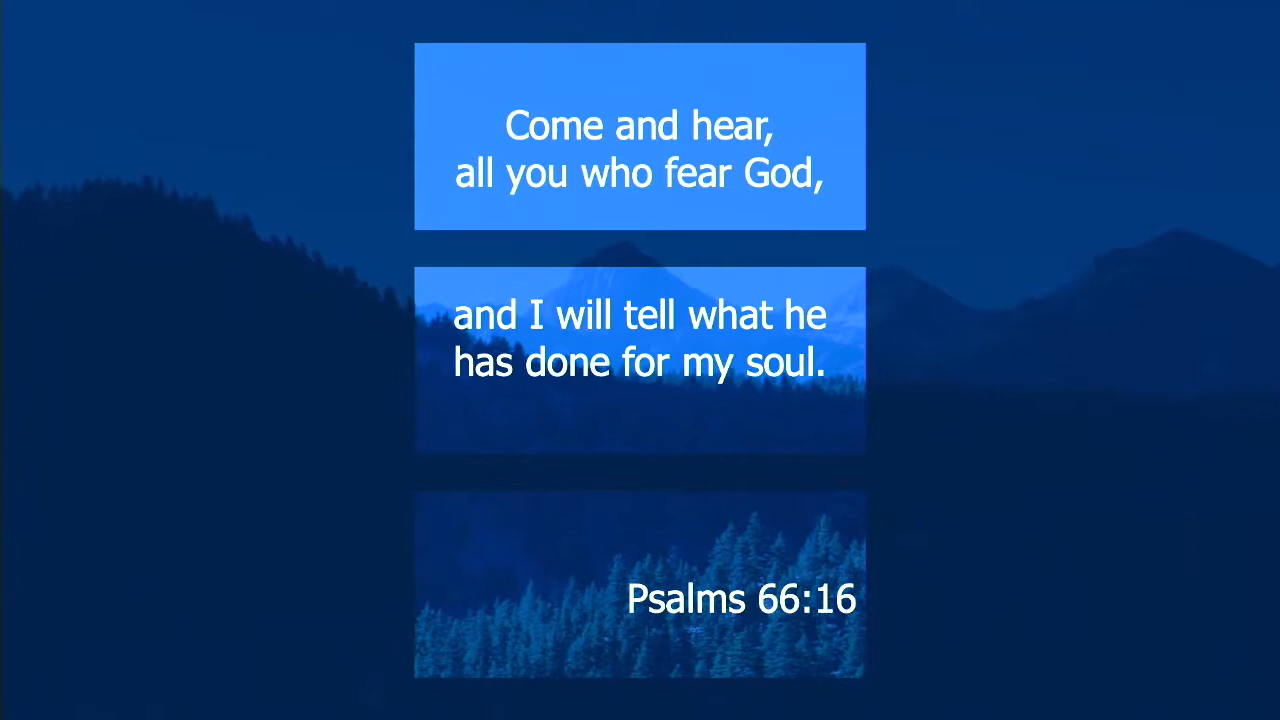 Come and hear,
all you who fear God,
and I will tell what he
has done for my soul.
Psalms 66:16